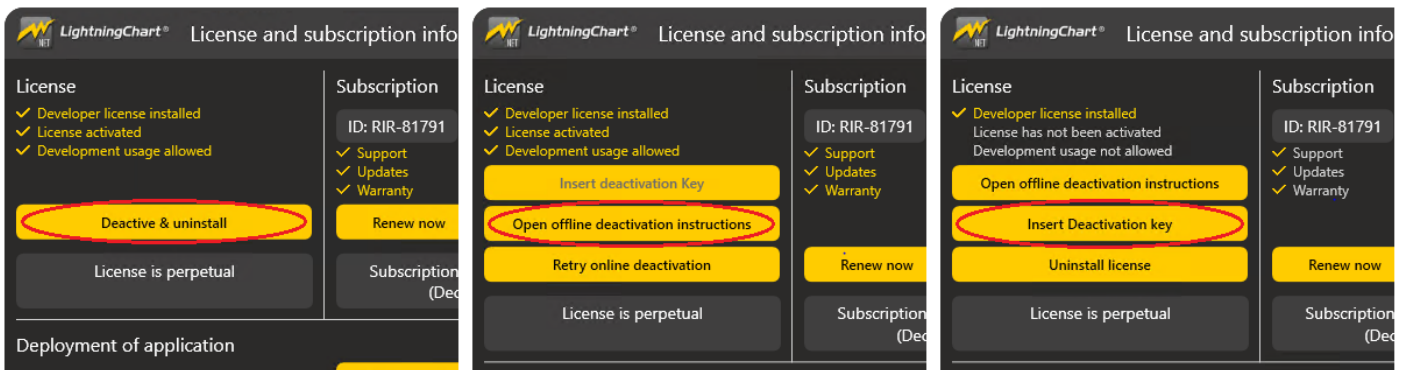 LightningChart® License and subscription info
.NET
License
Developer license installed
License activated
Development usage allowed
Deactive & uninstall
License is perpetual
Subscription
ID: RIR-81791
Support
Updates
Warranty
Renew now
Subscription
(Dec
Deployment of application
LightningChart® License and subscription info
.NET
License
Developer license installed
License activated
Development usage allowed
Insert deactivation Key
Open offline deactivation instructions
Retry online deactivation
License is perpetual
Subscription
ID: RIR-81791
Support
Updates
Warranty
Renew now
Subscription
(Dec
LightningChart® License and subscription info
.NET
License
Developer license installed
License has not been activated
Development usage not allowed
Open offline deactivation instructions
Insert Deactivation key
Uninstall license
License is perpetual
Subscription
ID: RIR-81791
Support
Updates
Warranty
Renew now
Subscription
(Dec